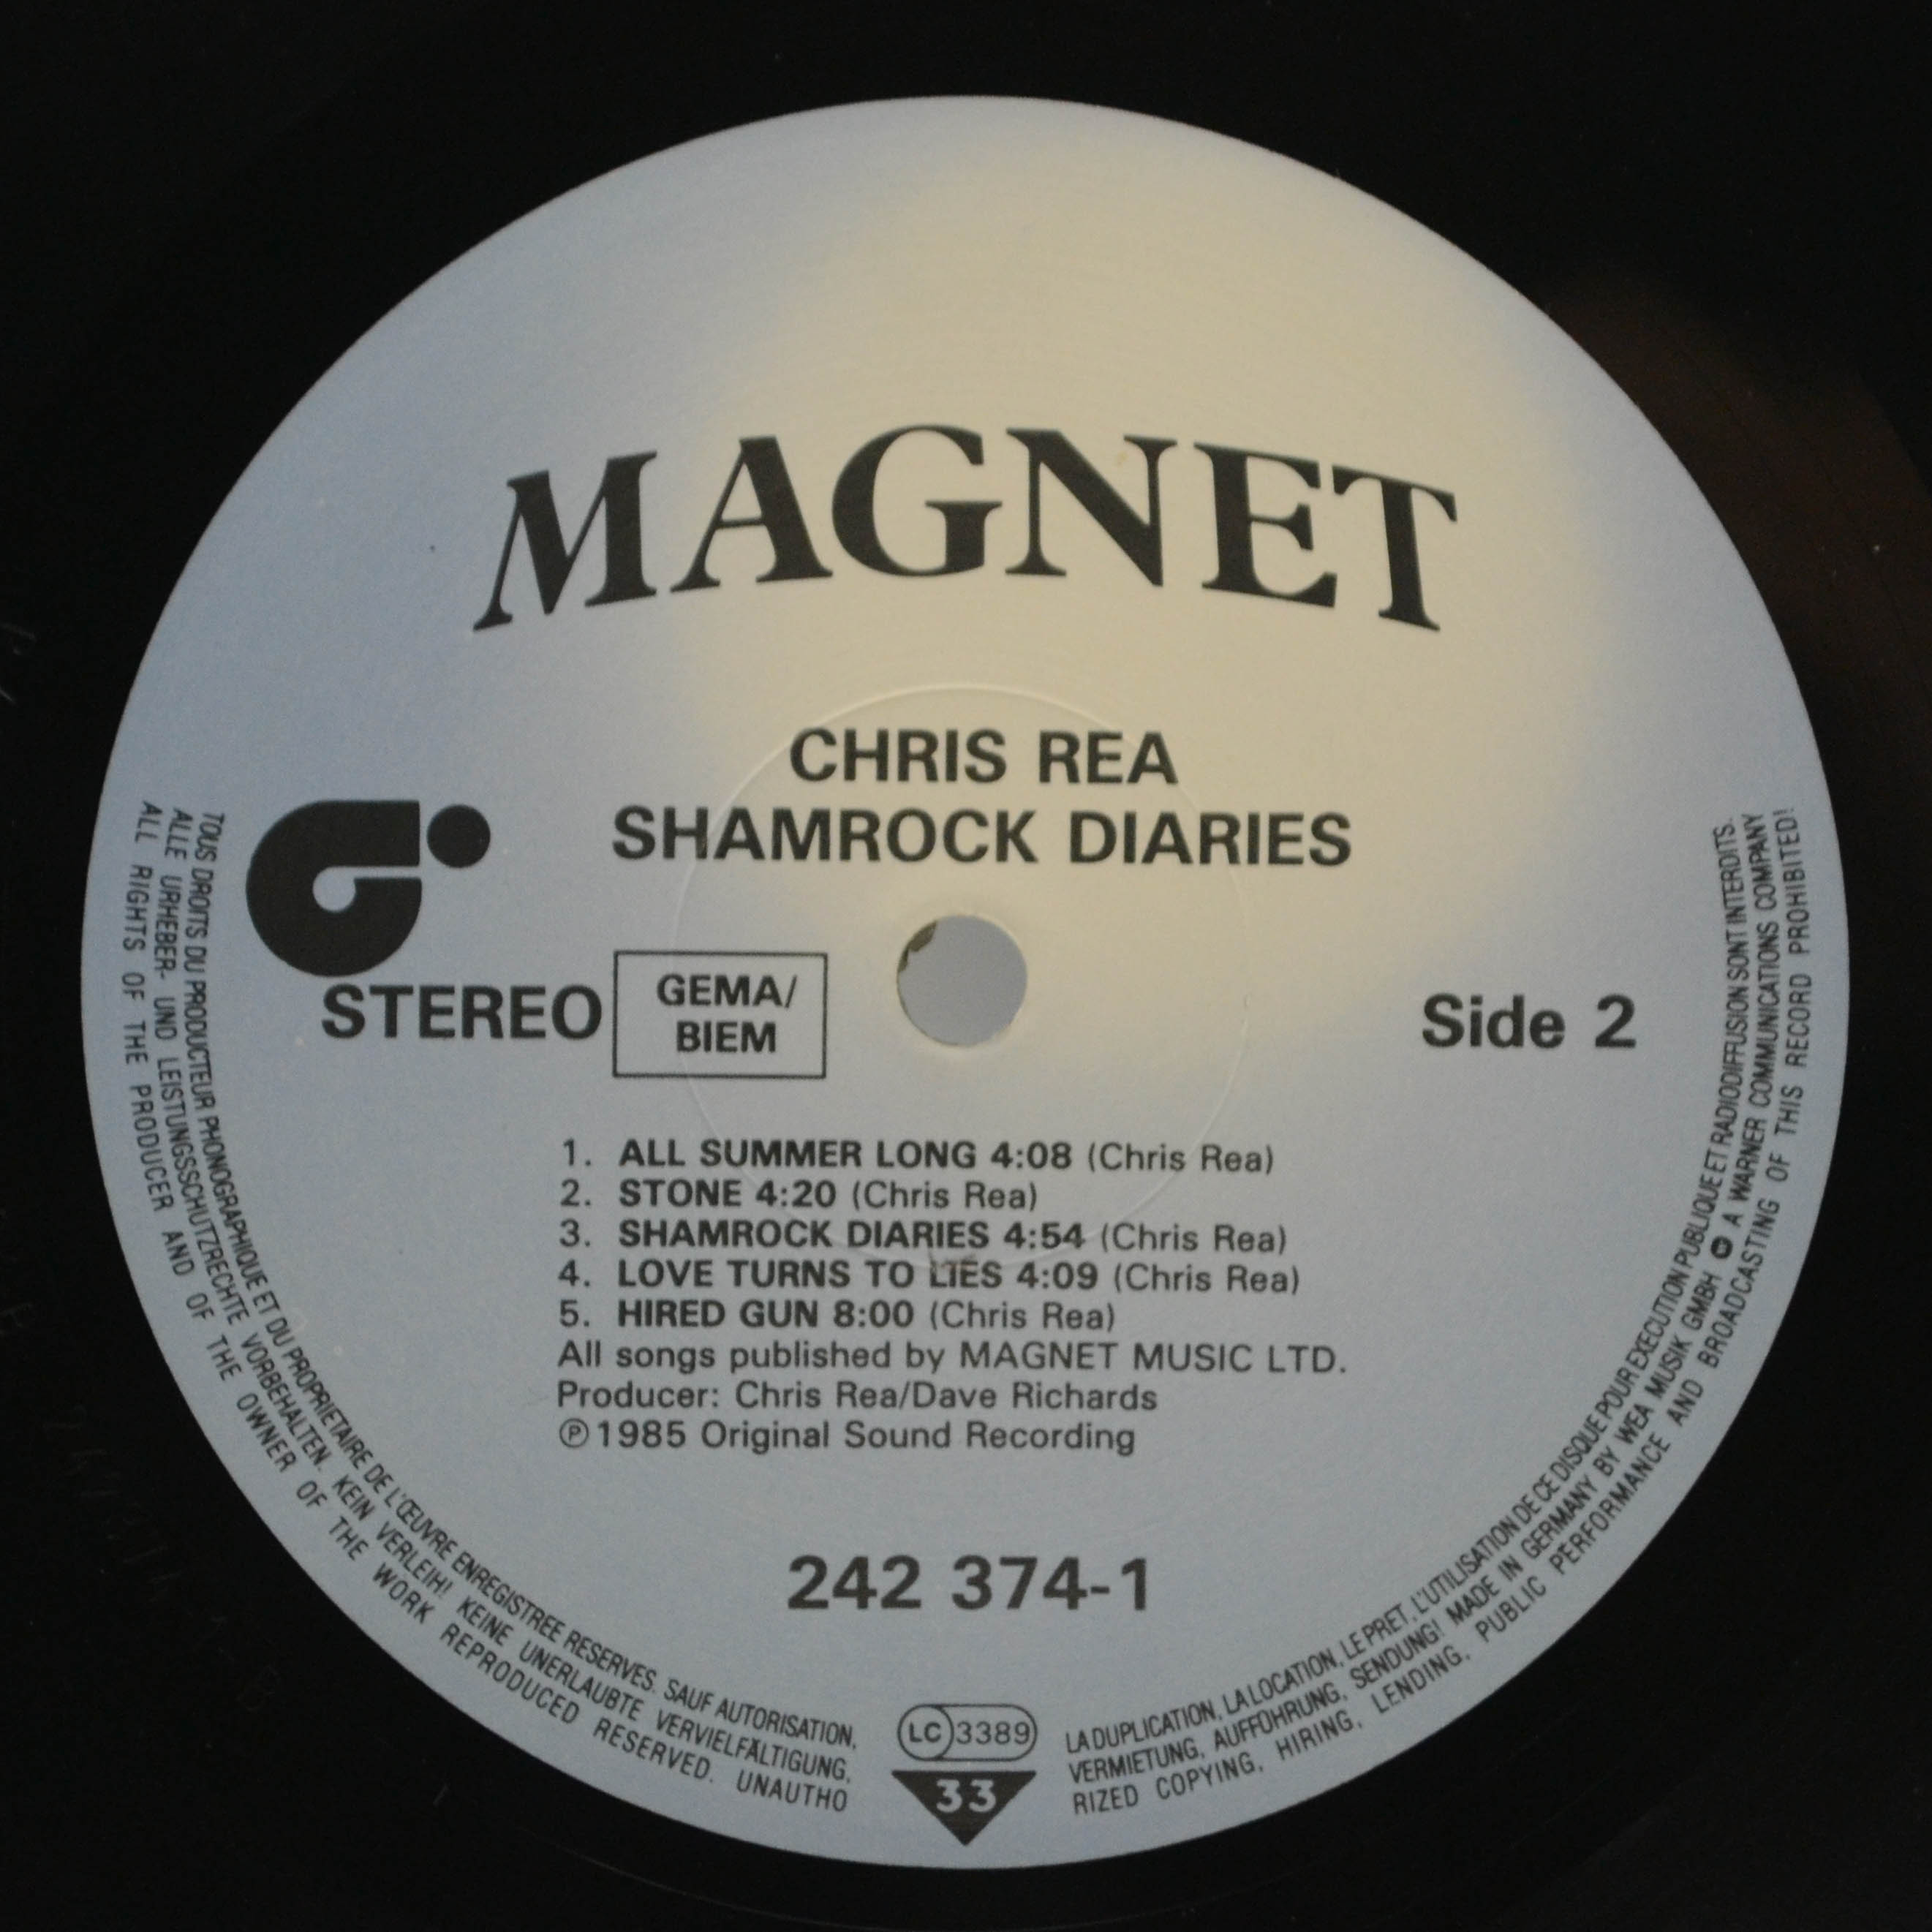 MAGNET
CHRIS REA
SHAMROCK DIARIES
STEREO
GEMA/
BIEM
Side 2
1. ALL SUMMER LONG 4:08 (Chris Rea)
2. STONE 4:20 (Chris Rea)
3. SHAMROCK DIARIES 4:54 (Chris Rea)
4. LOVE TURNS TO LIES 4:09 (Chris Rea)
5. HIRED GUN 8:00 (Chris Rea)
All songs published by MAGNET MUSIC LTD.
Producer: Chris Rea/Dave Richards
℗ 1985 Original Sound Recording
242 374-1
LC 3389
33
TOUS DROITS DU PRODUCTEUR PHONOGRAPHIQUE ET DU PROPRIETAIRE DE L'ŒUVRE ENREGISTREE RESERVES. SAUF AUTORISATION, LA DUPLICATION, LA LOCATION, LE PRET, L'UTILISATION DE CE DISQUE POUR EXECUTION PUBLIQUE ET RADIODIFFUSION SONT INTERDITS.
ALLE URHEBER- UND LEISTUNGSSCHUTZRECHTE VORBEHALTEN. KEIN VERLEIH! KEINE UNERLAUBTE VERVIELFÄLTIGUNG, VERMIETUNG, AUFFÜHRUNG, SENDUNG! MADE IN GERMANY BY WEA MUSIK GMBH A WARNER COMMUNICATIONS COMPANY
ALL RIGHTS OF THE PRODUCER AND OF THE OWNER OF THE WORK REPRODUCED RESERVED. UNAUTHORIZED COPYING, HIRING, LENDING, PUBLIC PERFORMANCE AND BROADCASTING OF THIS RECORD PROHIBITED!